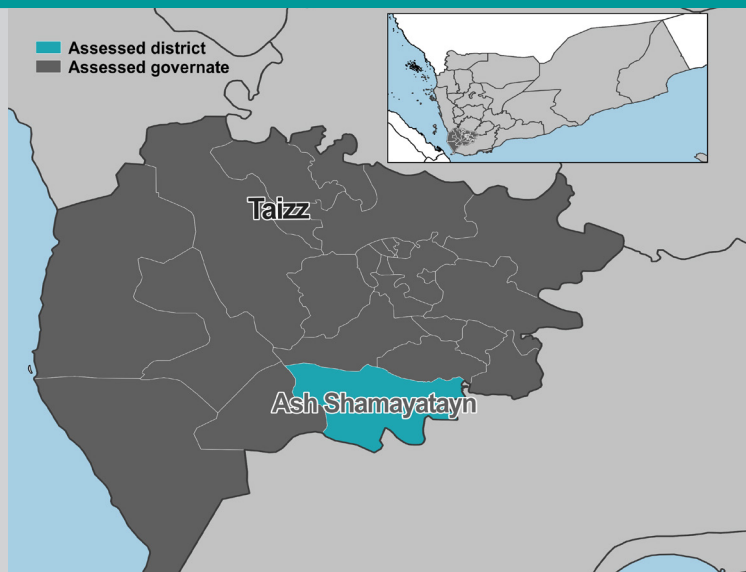 Assessed district
Assessed governate
Taizz
Ash Shamayatayn